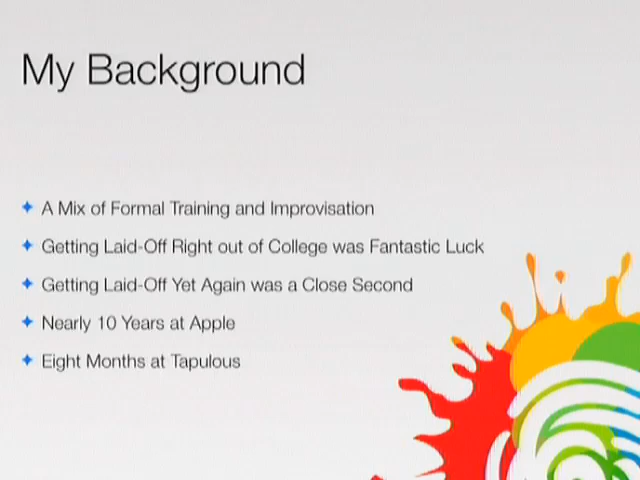 My Background
A Mix of Formal Training and Improvisation
Getting Laid-Off Right out of College was Fantastic Luck
Getting Laid-Off Yet Again was a Close Second
Nearly 10 Years at Apple
Eight Months at Tapulous